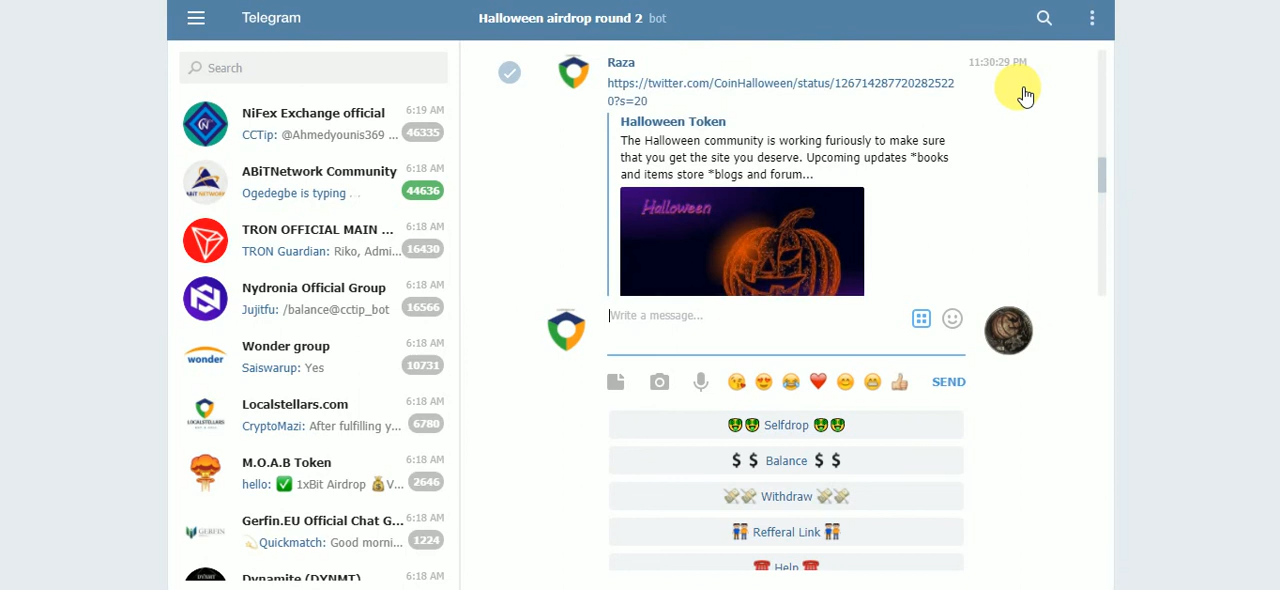 Telegram
Halloween airdrop round 2 bot
Search
NiFex Exchange official 6:19 AM
CCTip: @Ahmedyounis369 ... 46335
ABiTNetwork Community 6:18 AM
Ogedegbe is typing . . 44636
TRON OFFICIAL MAIN ... 6:18 AM
TRON Guardian: Riko, Admi... 16430
Nydronia Official Group 6:18 AM
Jujitfu: /balance@cctip_bot 16566
Wonder group 6:18 AM
wonder
Saiswarup: Yes 10731
Localstellars.com 6:18 AM
LOCALSTELLARS
CryptoMazi: After fulfilling y... 6780
M.O.A.B Token 6:18 AM
hello: ✅ 1xBit Airdrop 💰V... 2646
Gerfin.EU Official Chat G... 6:18 AM
GERFIN
💫Quickmatch: Good morni... 1224
Dynamite (DYNMT) 6:18 AM
Raza 11:30:29 PM
https://twitter.com/CoinHalloween/status/126714287720282522
0?s=20
Halloween Token
The Halloween community is working furiously to make sure
that you get the site you deserve. Upcoming updates *books
and items store *blogs and forum...
Halloween
Write a message...
😘 😍 😂 ❤️ 😊 😁 👍 SEND
🤑🤑 Selfdrop 🤑🤑
💲💲 Balance 💲💲
💸💸 Withdraw 💸💸
👬 Refferal Link 👬
☎️ Help ☎️